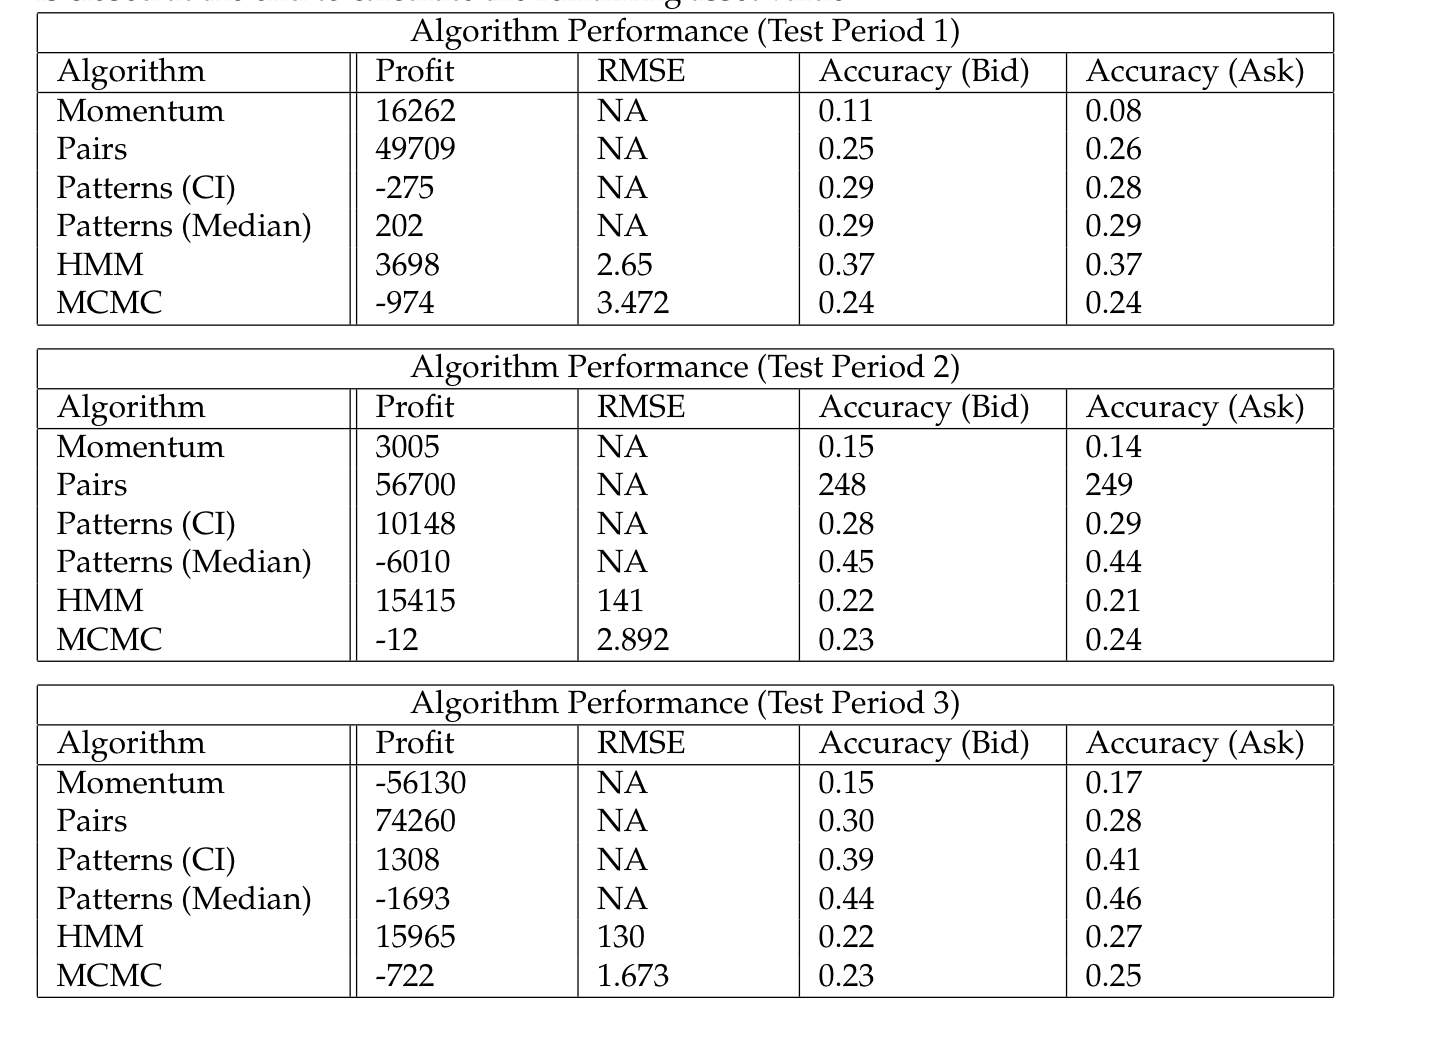 Algorithm Performance (Test Period 1)
Algorithm Profit RMSE Accuracy (Bid) Accuracy (Ask)
Momentum 16262 NA 0.11 0.08
Pairs 49709 NA 0.25 0.26
Patterns (CI) -275 NA 0.29 0.28
Patterns (Median) 202 NA 0.29 0.29
HMM 3698 2.65 0.37 0.37
MCMC -974 3.472 0.24 0.24
Algorithm Performance (Test Period 2)
Algorithm Profit RMSE Accuracy (Bid) Accuracy (Ask)
Momentum 3005 NA 0.15 0.14
Pairs 56700 NA 248 249
Patterns (CI) 10148 NA 0.28 0.29
Patterns (Median) -6010 NA 0.45 0.44
HMM 15415 141 0.22 0.21
MCMC -12 2.892 0.23 0.24
Algorithm Performance (Test Period 3)
Algorithm Profit RMSE Accuracy (Bid) Accuracy (Ask)
Momentum -56130 NA 0.15 0.17
Pairs 74260 NA 0.30 0.28
Patterns (CI) 1308 NA 0.39 0.41
Patterns (Median) -1693 NA 0.44 0.46
HMM 15965 130 0.22 0.27
MCMC -722 1.673 0.23 0.25